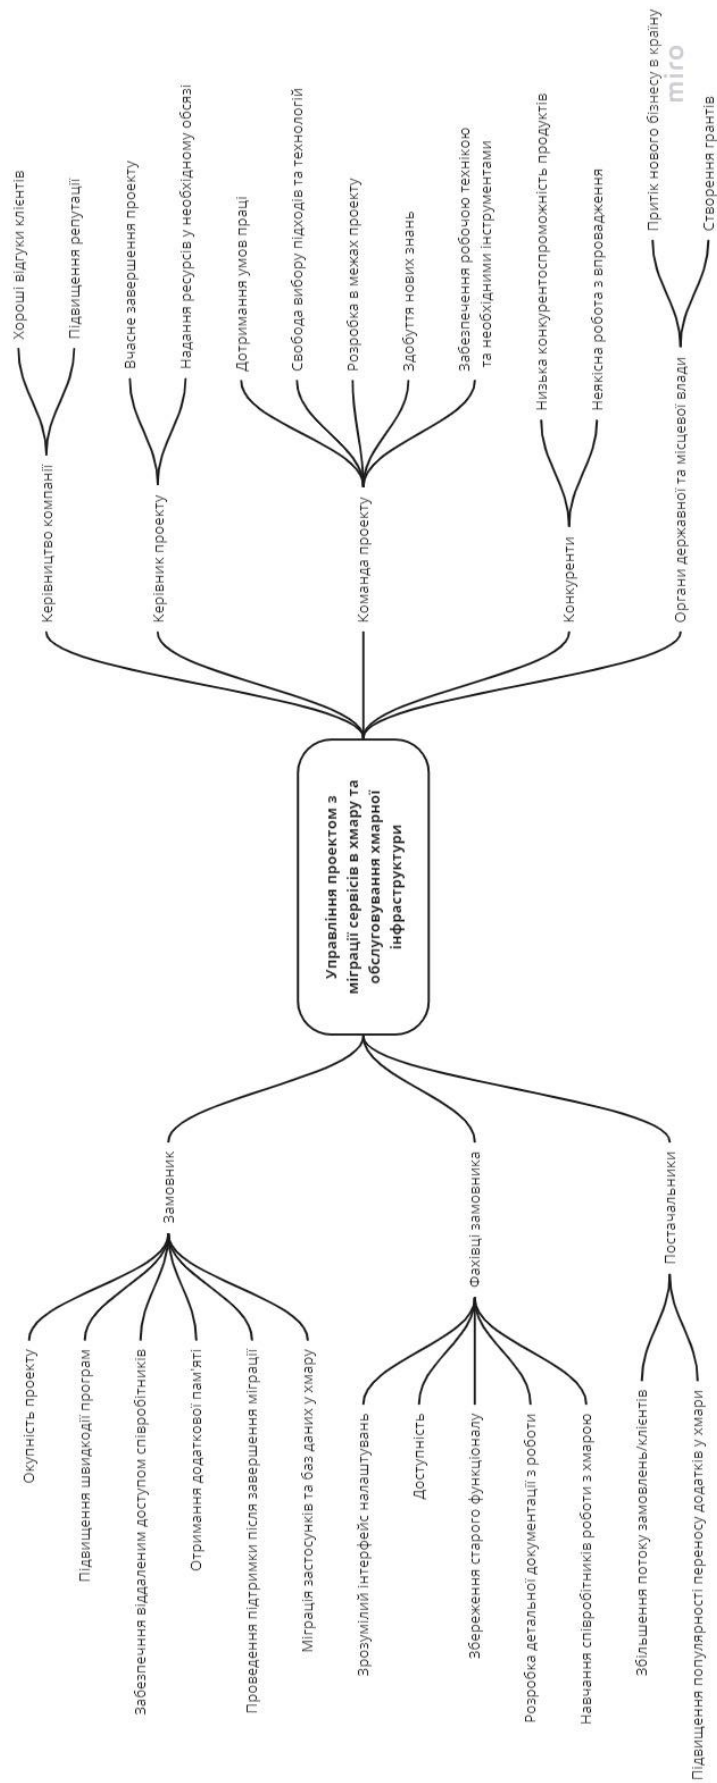 Управління проектом з
міграції сервісів в хмару та
обслуговування хмарної
інфраструктури
Замовник
Окупність проекту
Підвищення швидкодії програм
Забезпечння віддаленим доступом співробітників
Отримання додаткової пам'яті
Проведення підтримки після завершення міграції
Міграція застосунків та баз даних у хмару
Фахівці замовника
Зрозумілий інтерфейс налаштувань
Доступність
Збереження старого функціоналу
Розробка детальної документації з роботи
Навчання співробітників роботи з хмарою
Постачальники
Збільшення потоку замовлень/клієнтів
Підвищення популярності переносу додатків у хмари
Керівництво компанії
Хороші відгуки клієнтів
Підвищення репутації
Керівник проекту
Вчасне завершення проекту
Надання ресурсів у необхідному обсязі
Команда проекту
Дотримання умов праці
Свобода вибору підходів та технологій
Розробка в межах проекту
Здобуття нових знань
Забезпечення робочою технікою
та необхідними інструментами
Конкуренти
Низька конкурентоспроможність продуктів
Неякісна робота з впровадження
Органи державної та місцевої влади
Притік нового бізнесу в країну
Створення грантів
miro